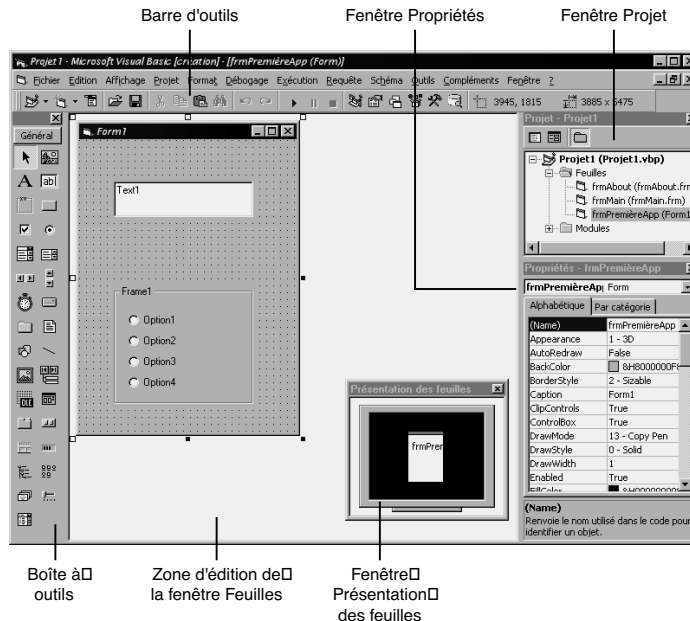 Barre d'outils
Fenêtre Propriétés
Fenêtre Projet
Projet1 - Microsoft Visual Basic [création] - [frmPremièreApp (Form)]
Fichier Edition Affichage Projet Format Débogage Exécution Requête Schéma Outils Compléments Fenêtre ?
3945, 1815
3885 x 5475
Général
Form1
Text1
Frame1
Option1
Option2
Option3
Option4
Projet - Projet1
Projet1 (Projet1.vbp)
Feuilles
frmAbout (frmAbout.frm
frmMain (frmMain.frm)
frmPremièreApp (Form1
Modules
Propriétés - frmPremièreApp
frmPremièreAp Form
Alphabétique Par catégorie
(Name) frmPremièreApp
Appearance 1 - 3D
AutoRedraw False
BackColor &H8000000F&
BorderStyle 2 - Sizable
Caption Form1
ClipControls True
ControlBox True
DrawMode 13 - Copy Pen
DrawStyle 0 - Solid
DrawWidth 1
Enabled True
FillColor &H00000000&
(Name)
Renvoie le nom utilisé dans le code pour
identifier un objet.
Présentation des feuilles
frmPrem
Boîte à
outils
Zone d'édition de
la fenêtre Feuilles
Fenêtre
Présentation
des feuilles